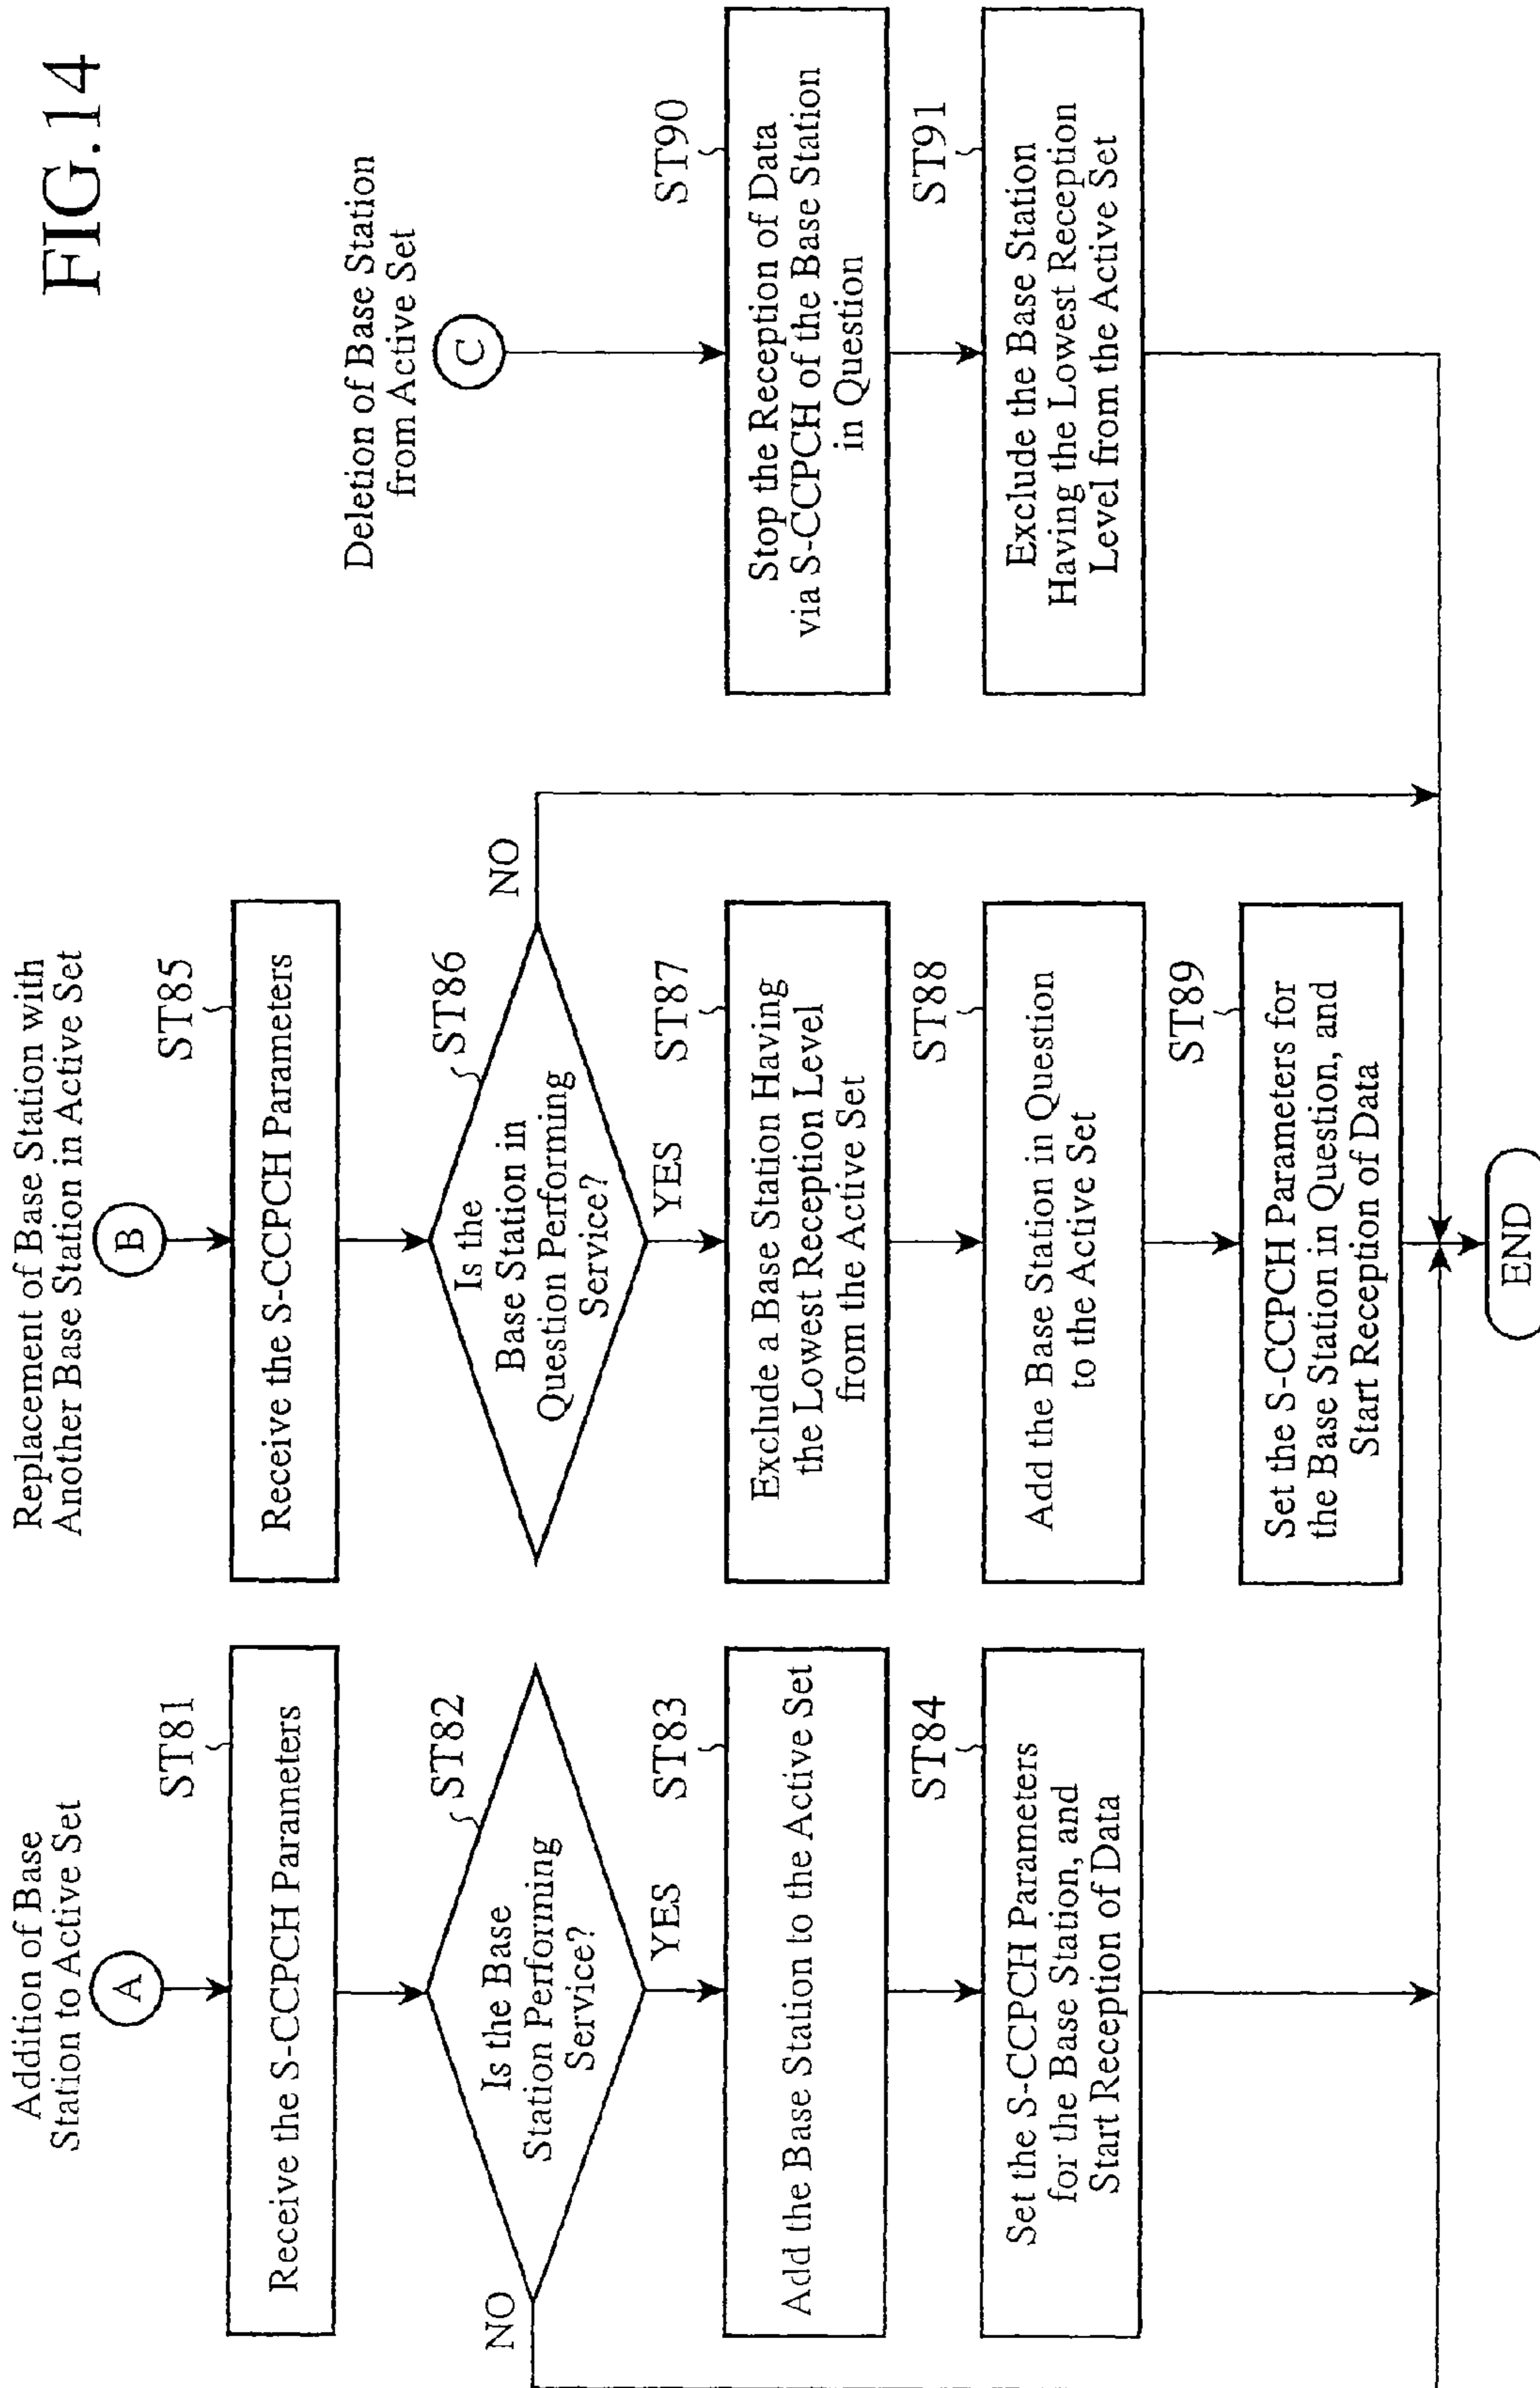 FIG.14
Addition of Base
Station to Active Set
A
ST81
Receive the S-CCPCH Parameters
ST82
Is the Base
Station Performing
Service?
NO
YES
ST83
Add the Base Station to the Active Set
ST84
Set the S-CCPCH Parameters
for the Base Station, and
Start Reception of Data
Replacement of Base Station with
Another Base Station in Active Set
B
ST85
Receive the S-CCPCH Parameters
ST86
Is the
Base Station in
Question Performing
Service?
NO
YES
ST87
Exclude a Base Station Having
the Lowest Reception Level
from the Active Set
ST88
Add the Base Station in Question
to the Active Set
ST89
Set the S-CCPCH Parameters for
the Base Station in Question, and
Start Reception of Data
Deletion of Base Station
from Active Set
C
ST90
Stop the Reception of Data
via S-CCPCH of the Base Station
in Question
ST91
Exclude the Base Station
Having the Lowest Reception
Level from the Active Set
END